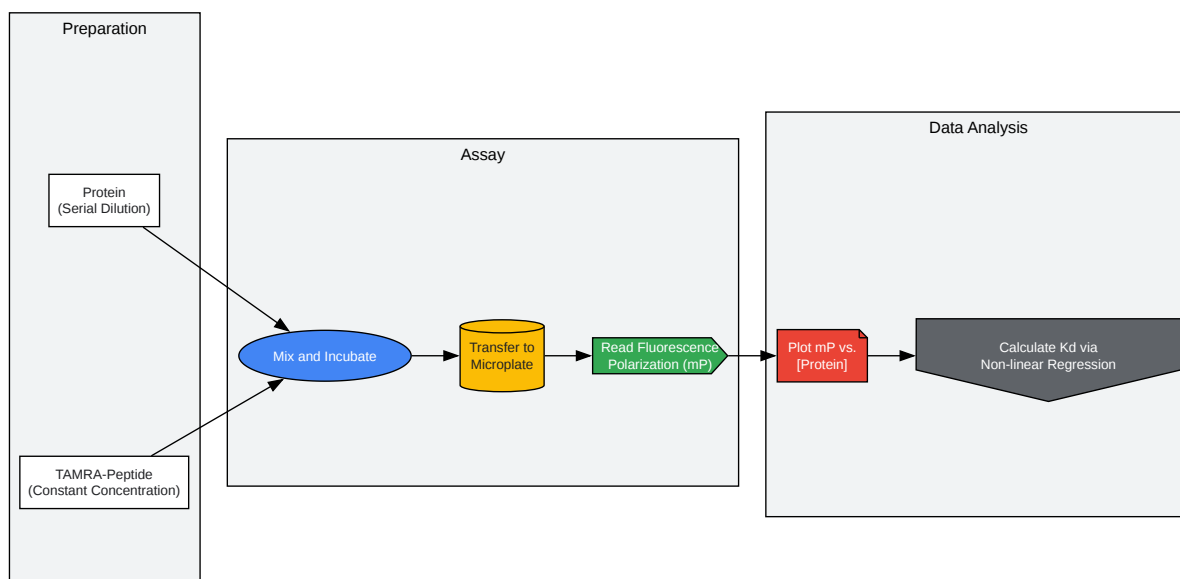 Preparation
Protein
(Serial Dilution)
TAMRA-Peptide
(Constant Concentration)
Assay
Mix and Incubate
Transfer to
Microplate
Read Fluorescence
Polarization (mP)
Data Analysis
Plot mP vs.
[Protein]
Calculate Kd via
Non-linear Regression